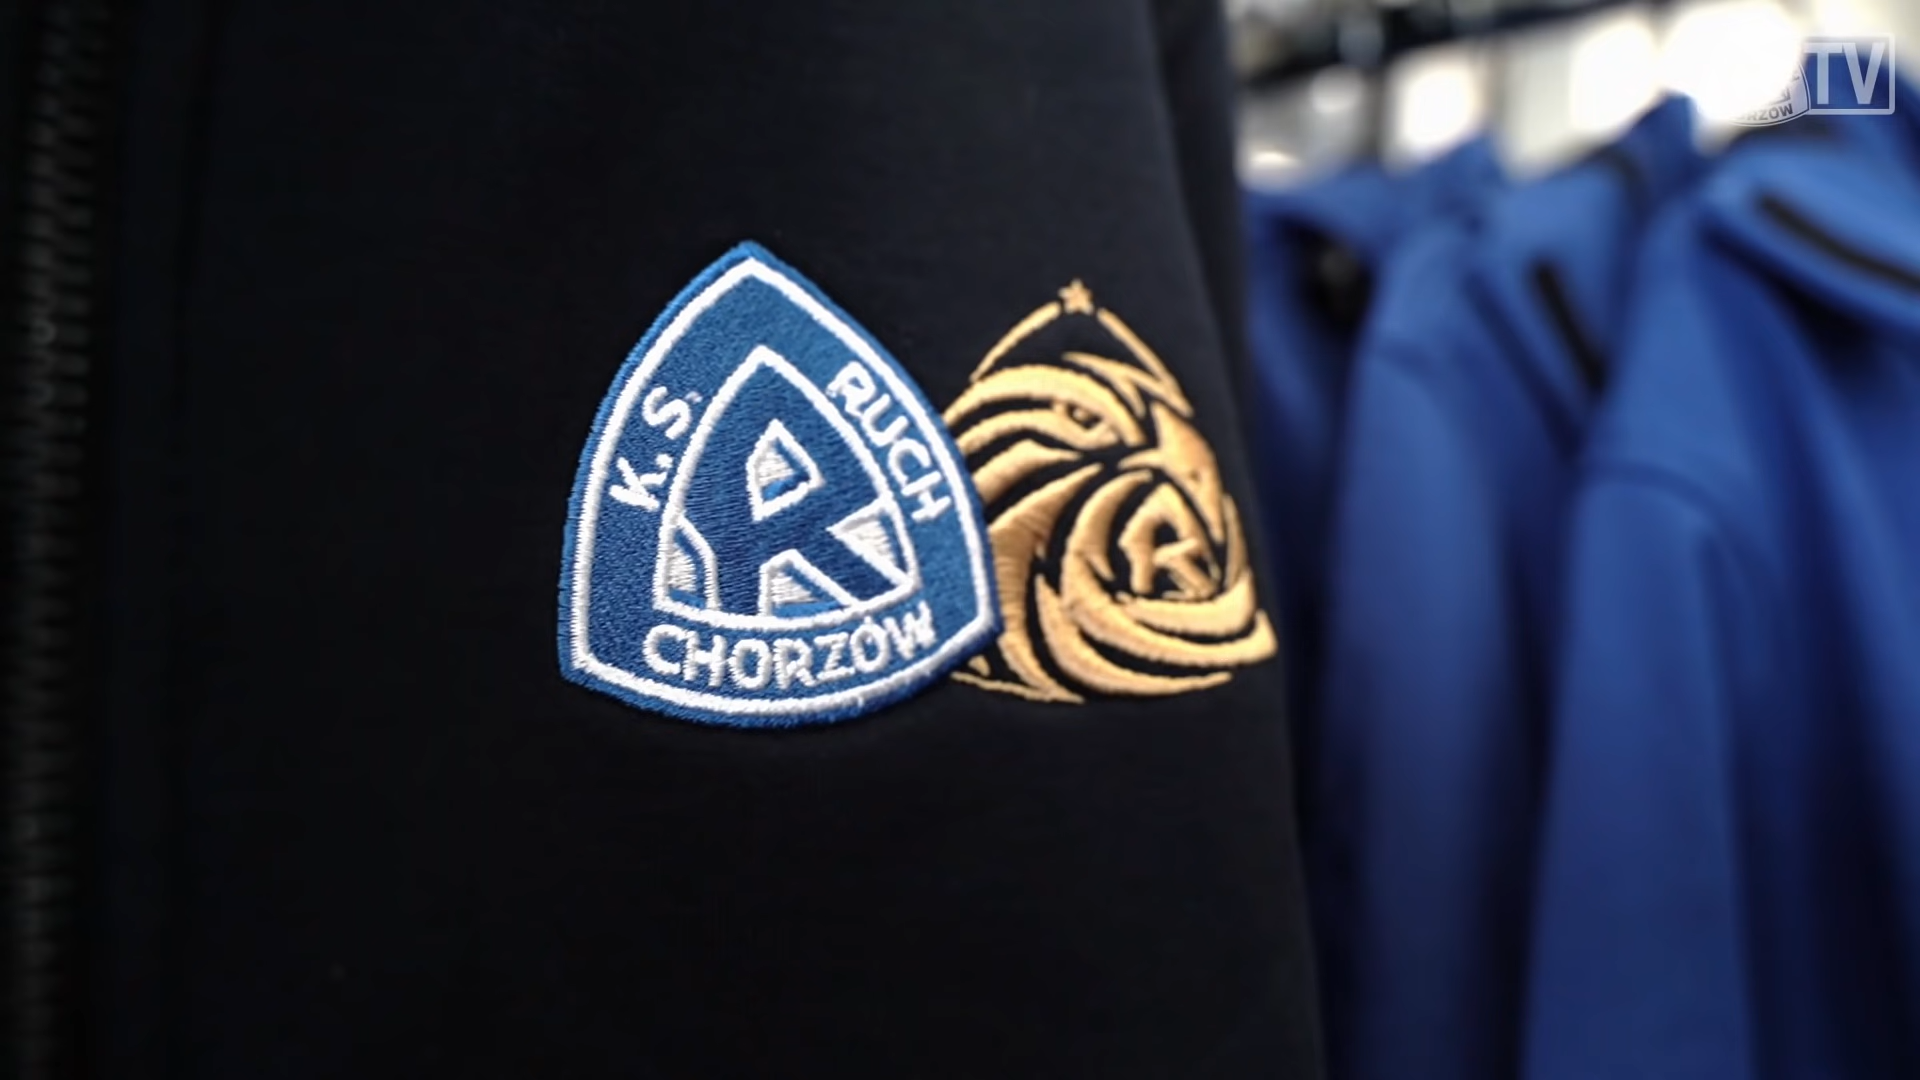 K. S. RUCH
CHORZÓW
R
R
TV